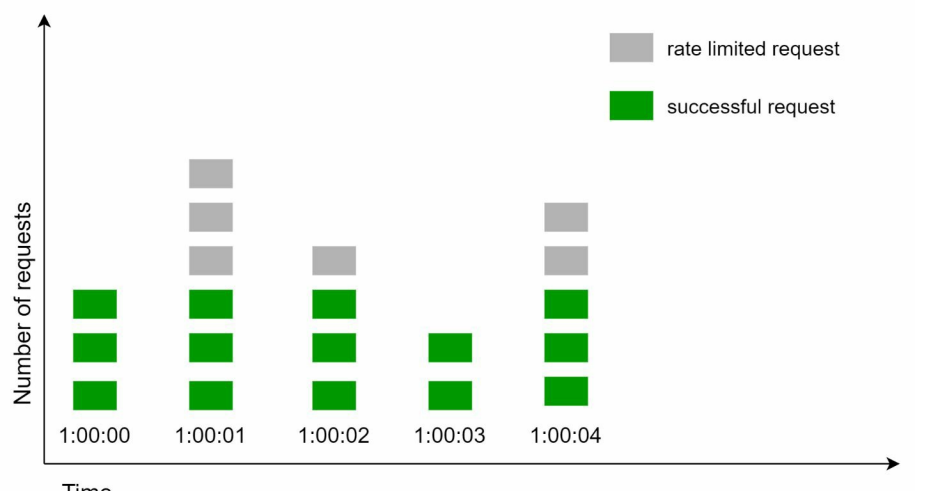 rate limited request
successful request
Number of requests
1:00:00 1:00:01 1:00:02 1:00:03 1:00:04
Time